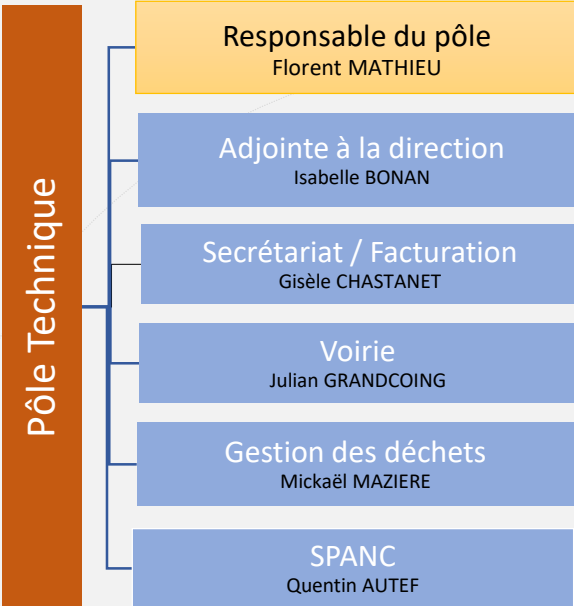 Pôle Technique
Responsable du pôle
Florent MATHIEU
Adjointe à la direction
Isabelle BONAN
Secrétariat / Facturation
Gisèle CHASTANET
Voirie
Julian GRANDCOING
Gestion des déchets
Mickaël MAZIERE
SPANC
Quentin AUTEF